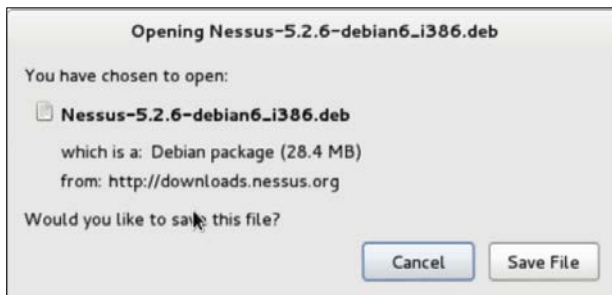 Opening Nessus-5.2.6-debian6_i386.deb
You have chosen to open:
Nessus-5.2.6-debian6_i386.deb
which is a: Debian package (28.4 MB)
from: http://downloads.nessus.org
Would you like to save this file?
Cancel
Save File